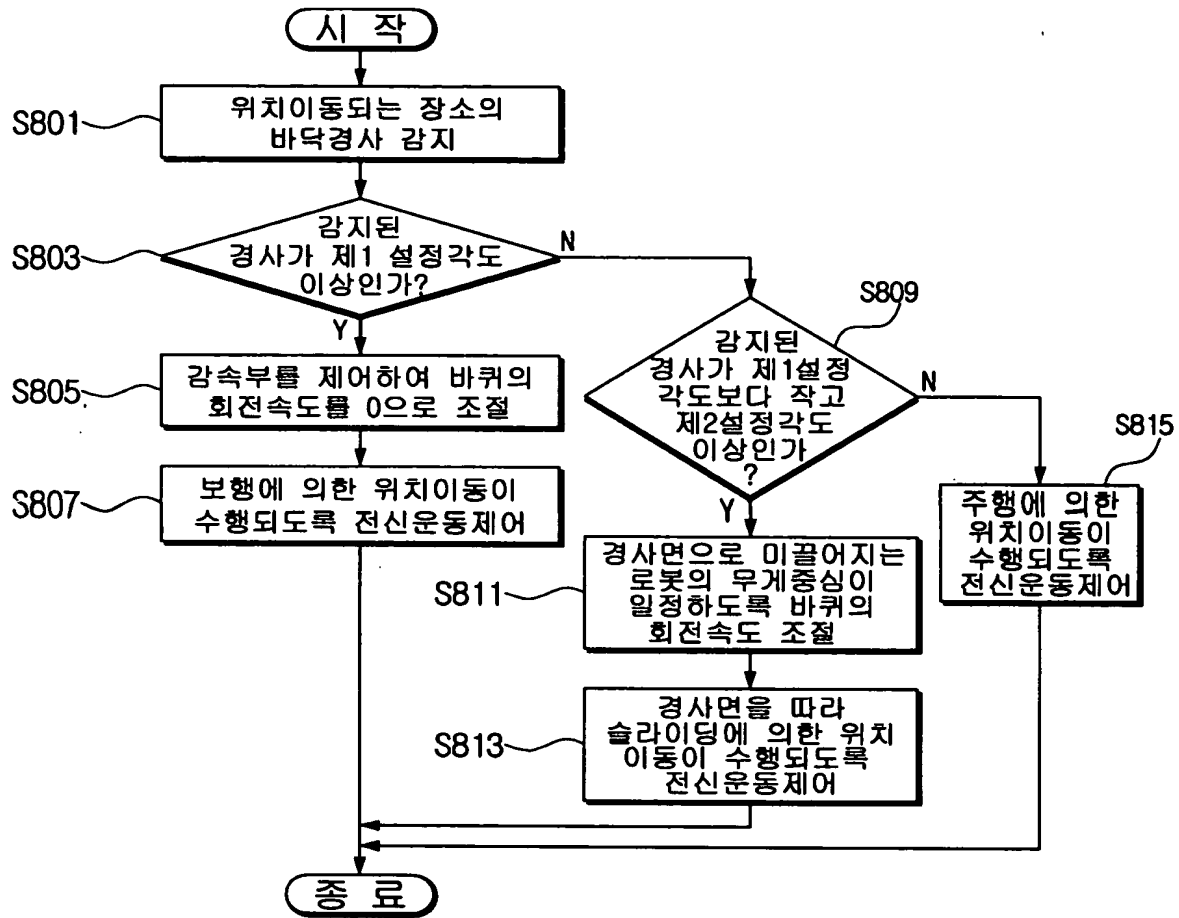 시 작
S801
위치이동되는 장소의
바닥경사 감지
S803
감지된
경사가 제1 설정각도
이상인가?
N
Y
S805
감속부를 제어하여 바퀴의
회전속도를 0으로 조절
S807
보행에 의한 위치이동이
수행되도록 전신운동제어
S809
감지된
경사가 제1설정
각도보다 작고
제2설정각도
이상인가
?
N
Y
S811
경사면으로 미끌어지는
로봇의 무게중심이
일정하도록 바퀴의
회전속도 조절
S813
경사면을 따라
슬라이딩에 의한 위치
이동이 수행되도록
전신운동제어
S815
주행에 의한
위치이동이
수행되도록
전신운동제어
종 료